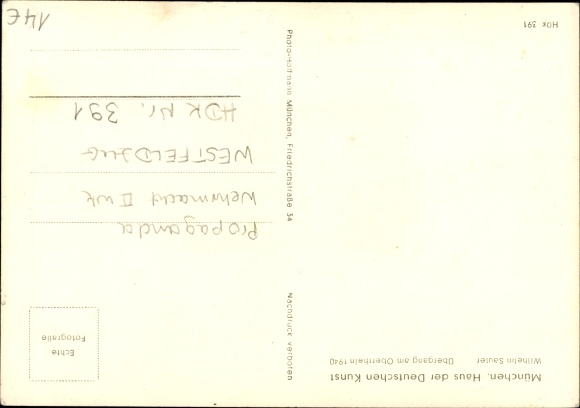 München, Haus der Deutschen Kunst
Wilhelm Sauter Übergang am Oberrhein 1940
Echte
Fotografie
Nachdruck verboten
Photo-Hoffmann München, Friedrichstraße 34
Propaganda
Wehrmacht II WK
WESTFELDZUG
HDK Nr. 391
HDK 391
14€